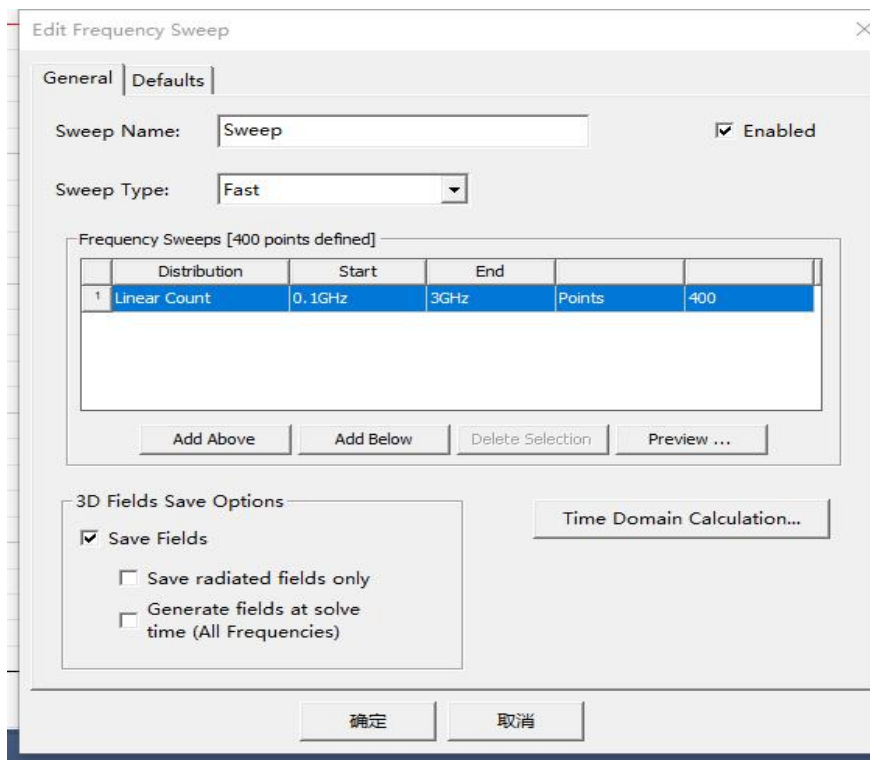 Edit Frequency Sweep
General Defaults
Sweep Name: Sweep Enabled
Sweep Type: Fast
Frequency Sweeps [400 points defined]
Distribution Start End
1 Linear Count 0.1GHz 3GHz Points 400
Add Above Add Below Delete Selection Preview ...
3D Fields Save Options
Time Domain Calculation...
Save Fields
Save radiated fields only
Generate fields at solve
time (All Frequencies)
确定 取消